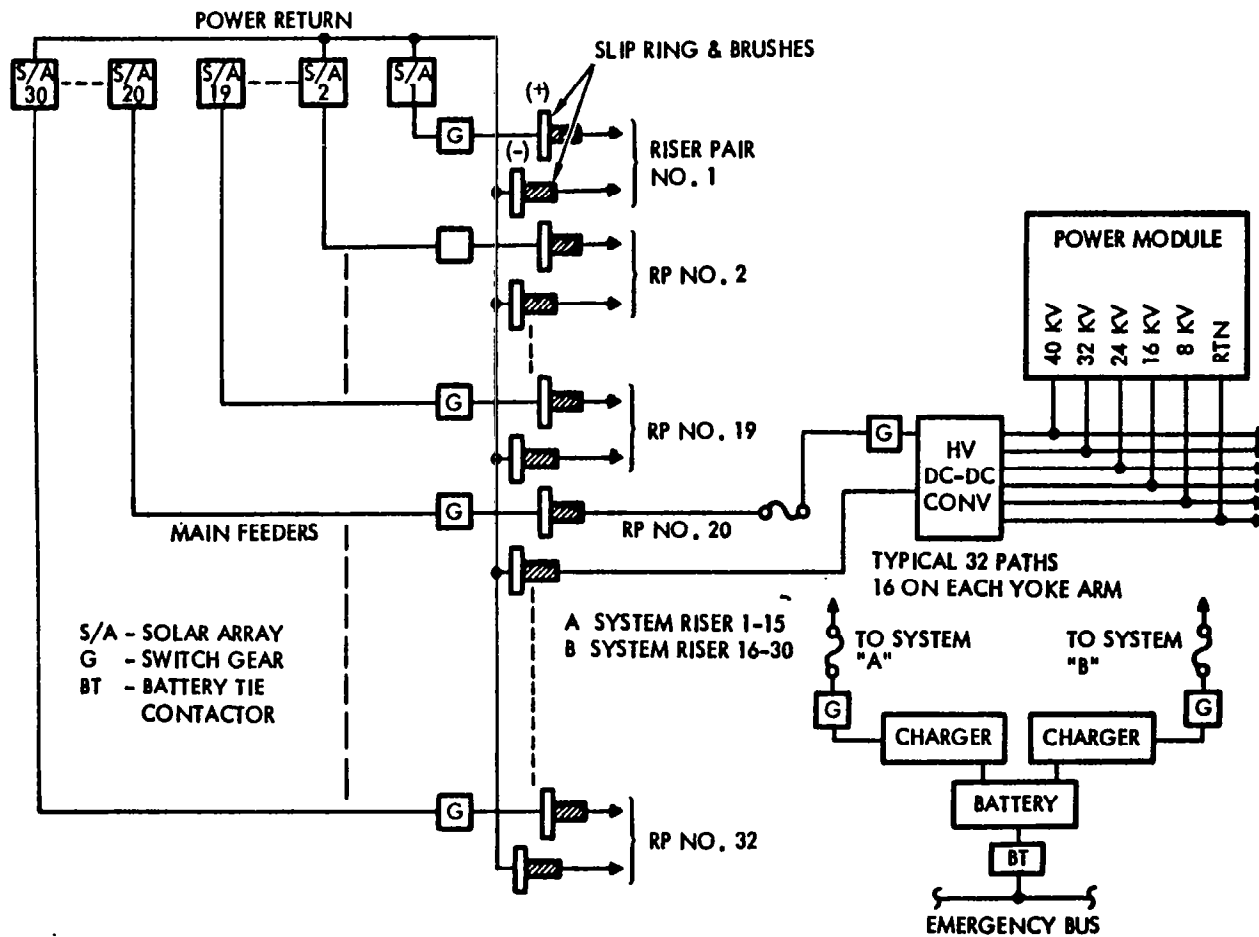 POWER RETURN
SLIP RING & BRUSHES
S/A
30
S/A
20
S/A
19
S/A
2
S/A
(+)
G
(-)
RISER PAIR
NO. 1
RP NO. 2
POWER MODULE
40 KV
32 KV
24 KV
16 KV
8 KV
RTN
G
RP NO. 19
G
HV
DC-DC
CONV
G
MAIN FEEDERS
RP NO. 20
TYPICAL 32 PATHS
16 ON EACH YOKE ARM
A SYSTEM RISER 1-15
B SYSTEM RISER 16-30
S/A - SOLAR ARRAY
G - SWITCH GEAR
BT - BATTERY TIE
CONTACTOR
TO SYSTEM
"A"
TO SYSTEM
"B"
G
G
CHARGER
CHARGER
BATTERY
G
RP NO. 32
BT
EMERGENCY BUS